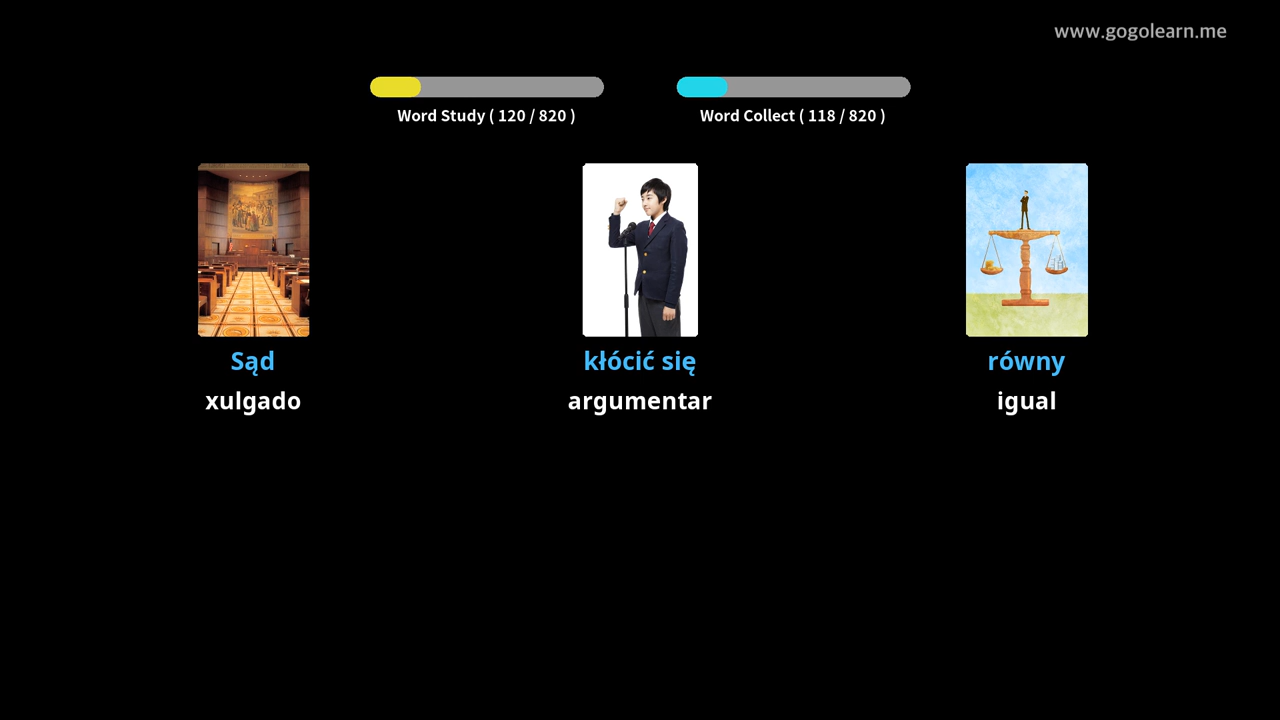 www.gogolearn.me
Word Study ( 120 / 820 )
Word Collect ( 118 / 820 )
Sąd
kłócić się
równy
xulgado
argumentar
igual